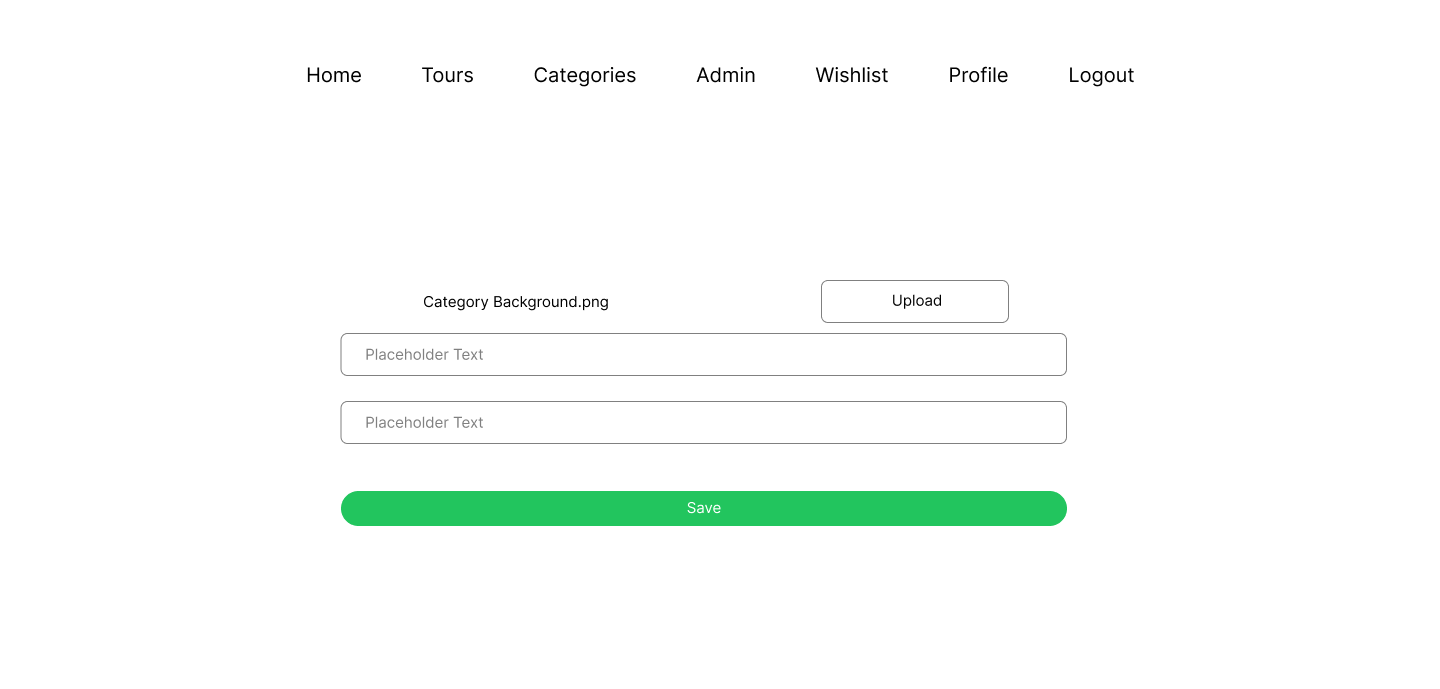 Home Tours Categories Admin Wishlist Profile Logout
Category Background.png Upload
Placeholder Text
Placeholder Text
Save